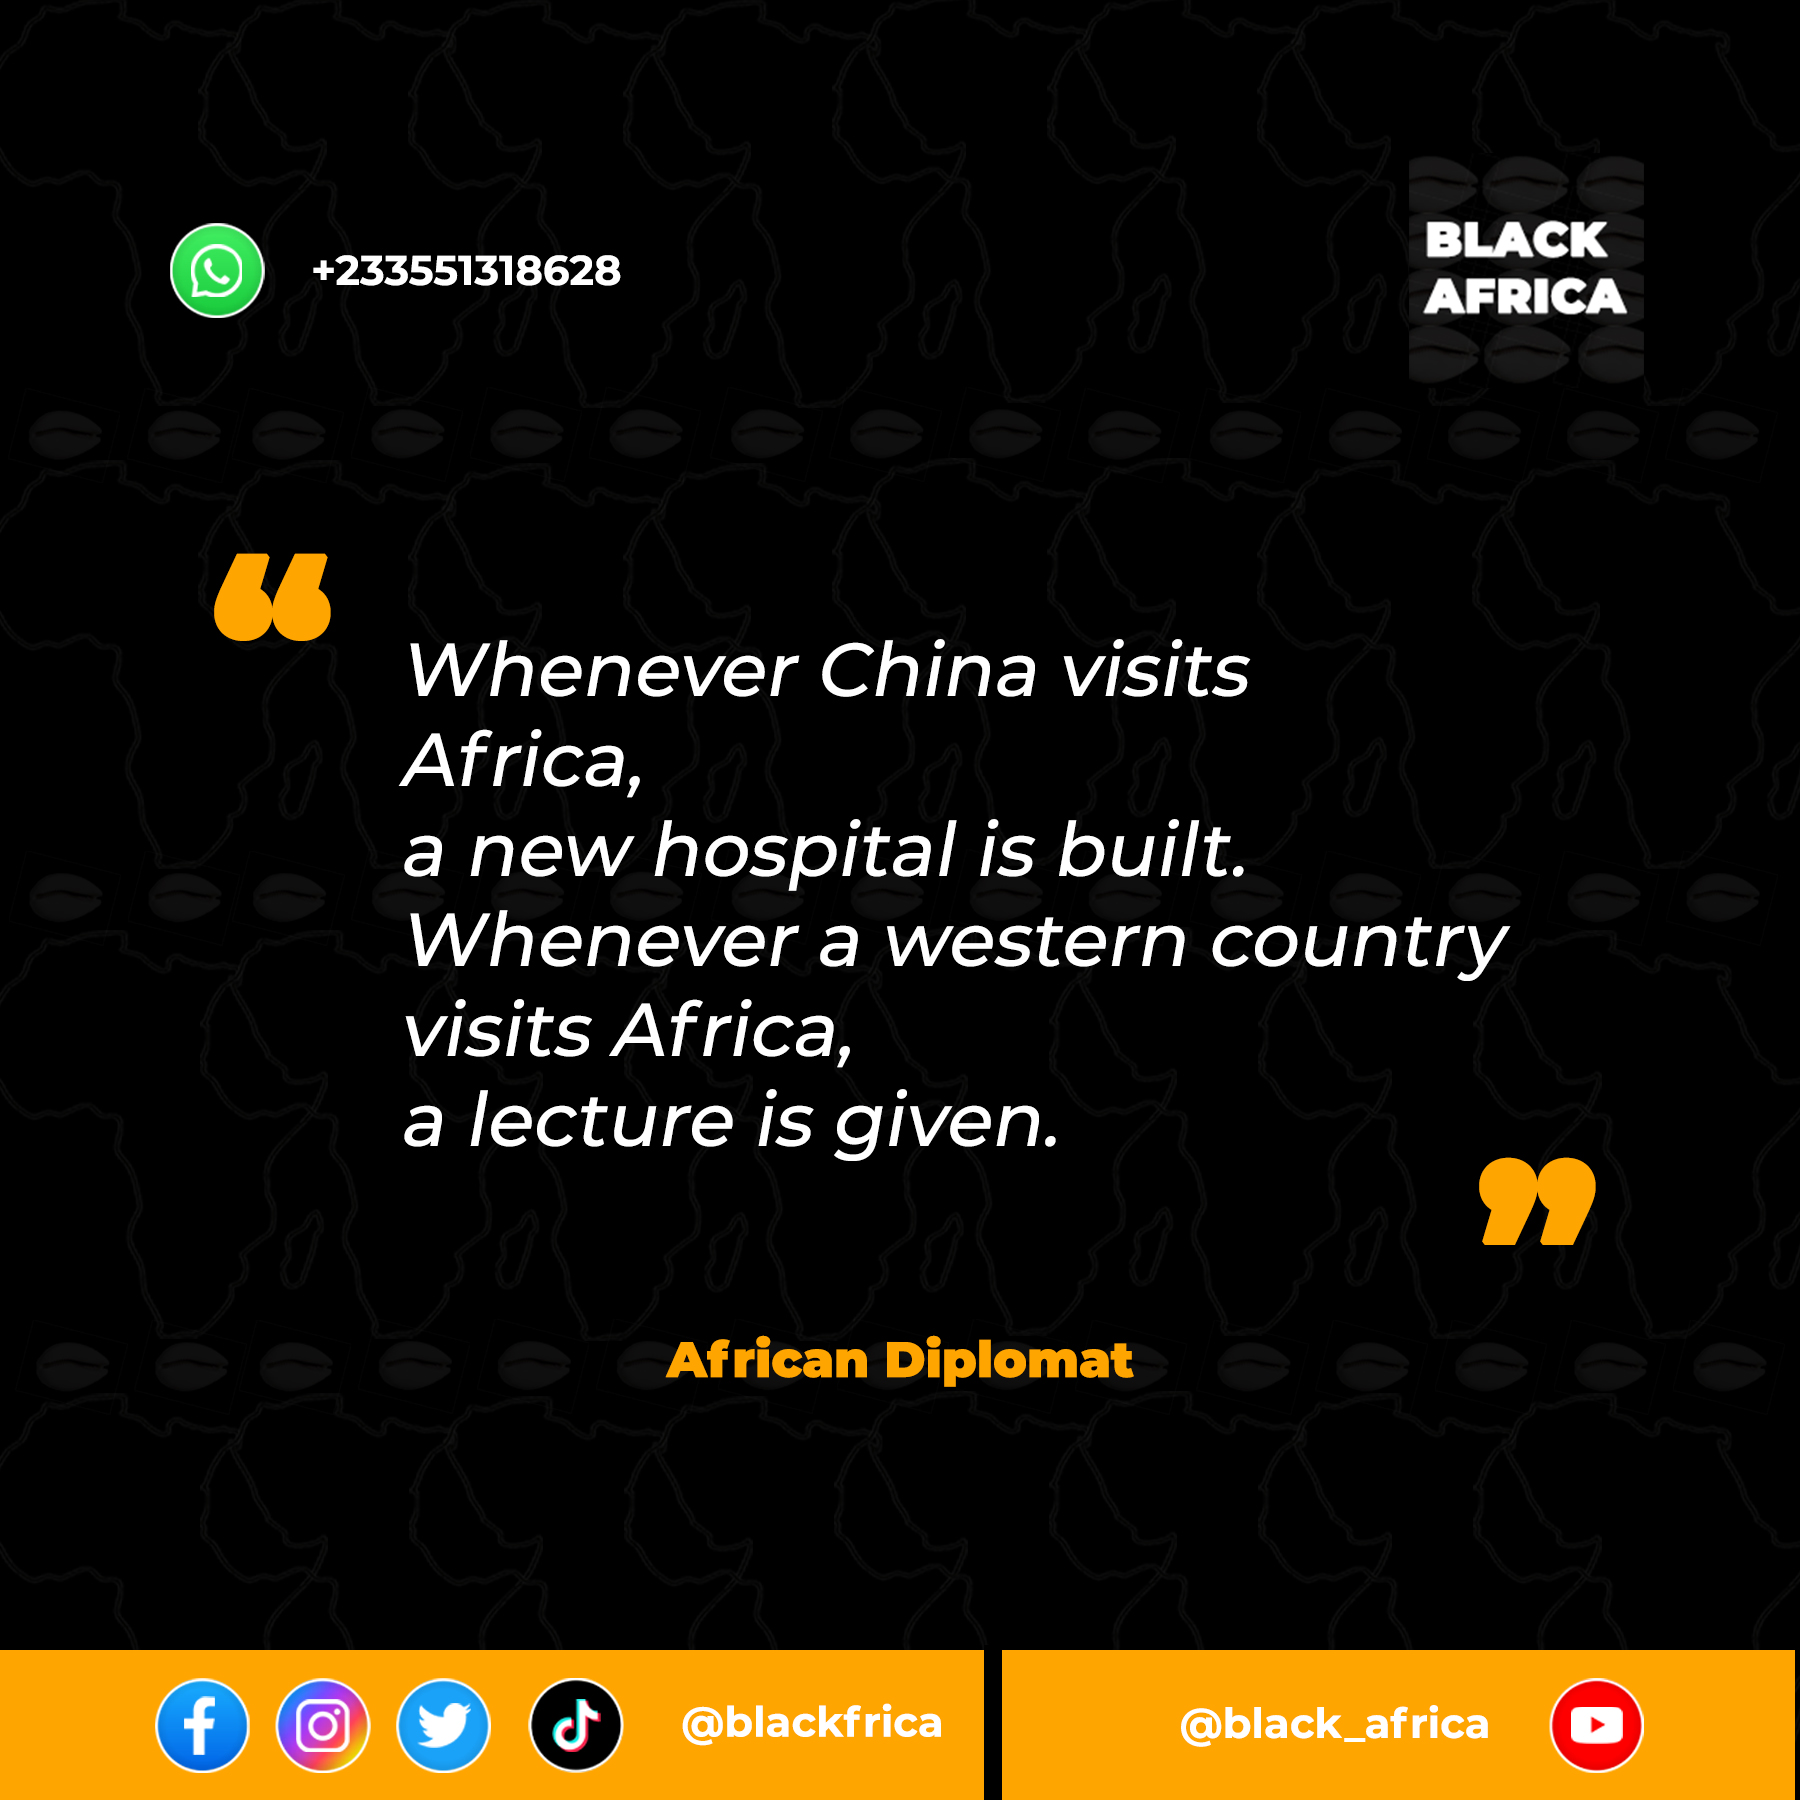 +233551318628
BLACK
AFRICA
“
Whenever China visits
Africa,
a new hospital is built.
Whenever a western country
visits Africa,
a lecture is given.
”
African Diplomat
@blackfrica
@black_africa